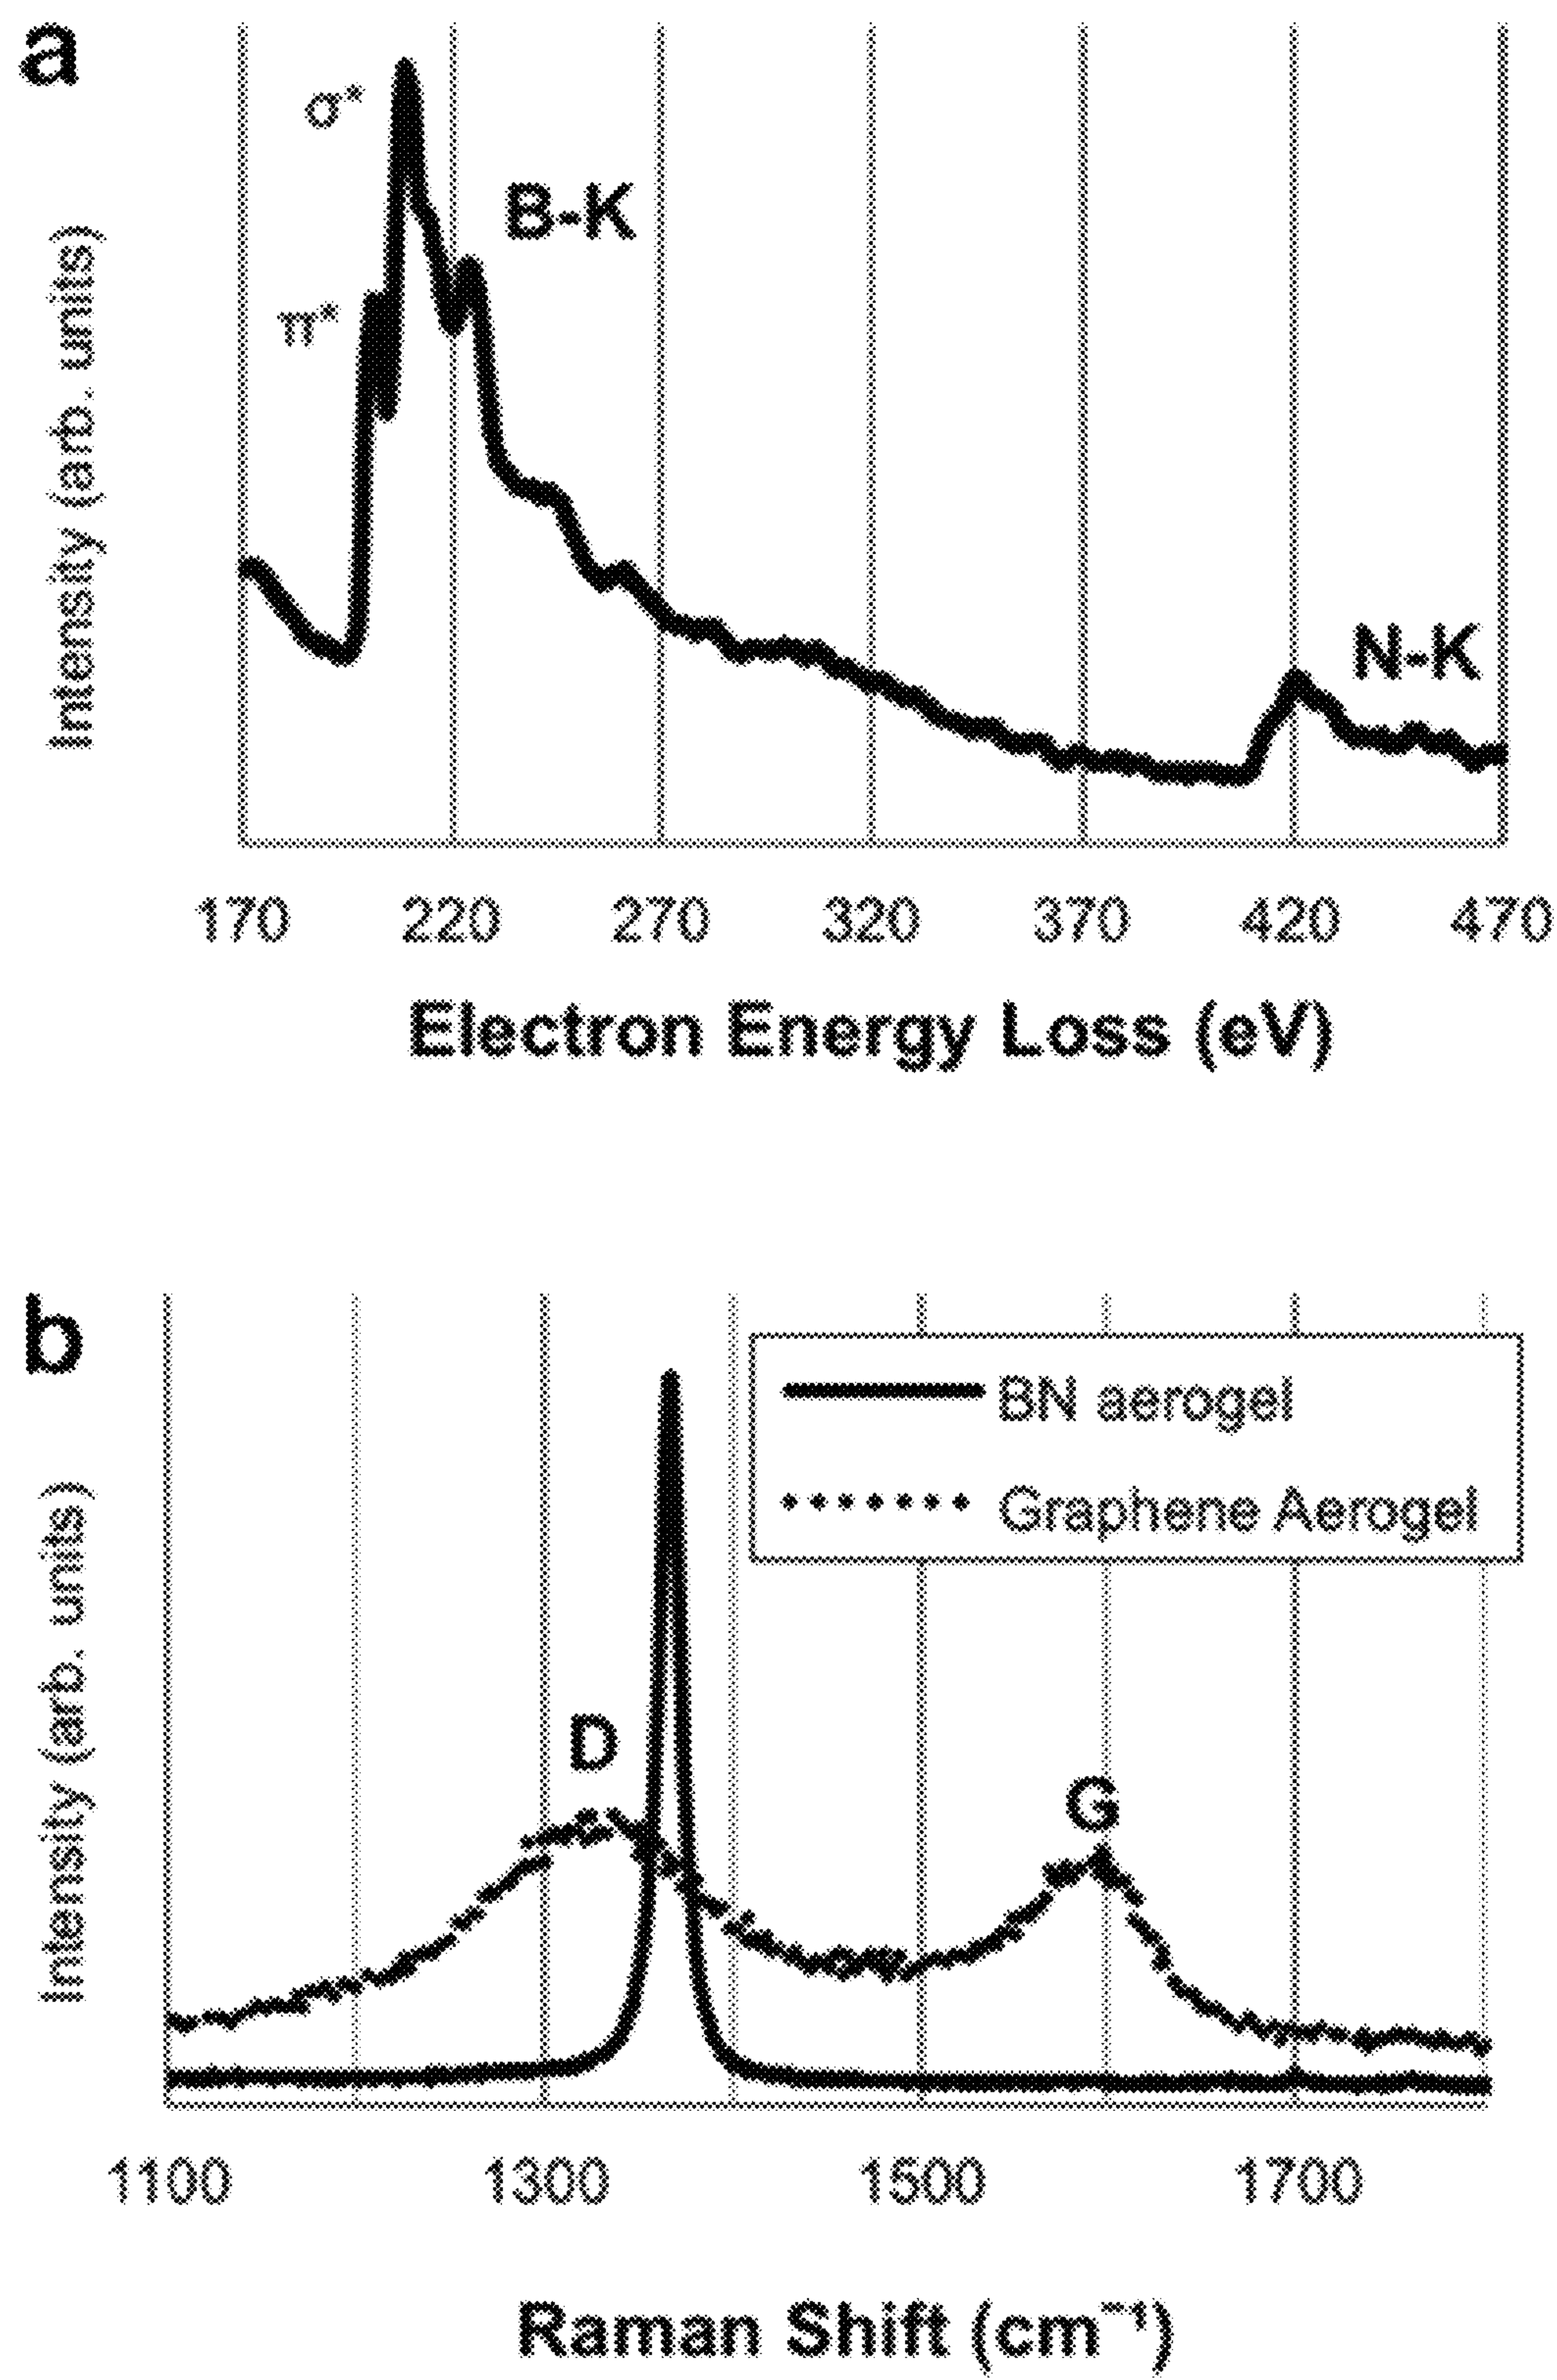 a
σ*
B-K
π*
Intensity (arb. units)
N-K
170 220 270 320 370 420 470
Electron Energy Loss (eV)
b
BN aerogel
Graphene Aerogel
Intensity (arb. units)
D
G
1100 1300 1500 1700
Raman Shift (cm⁻¹)